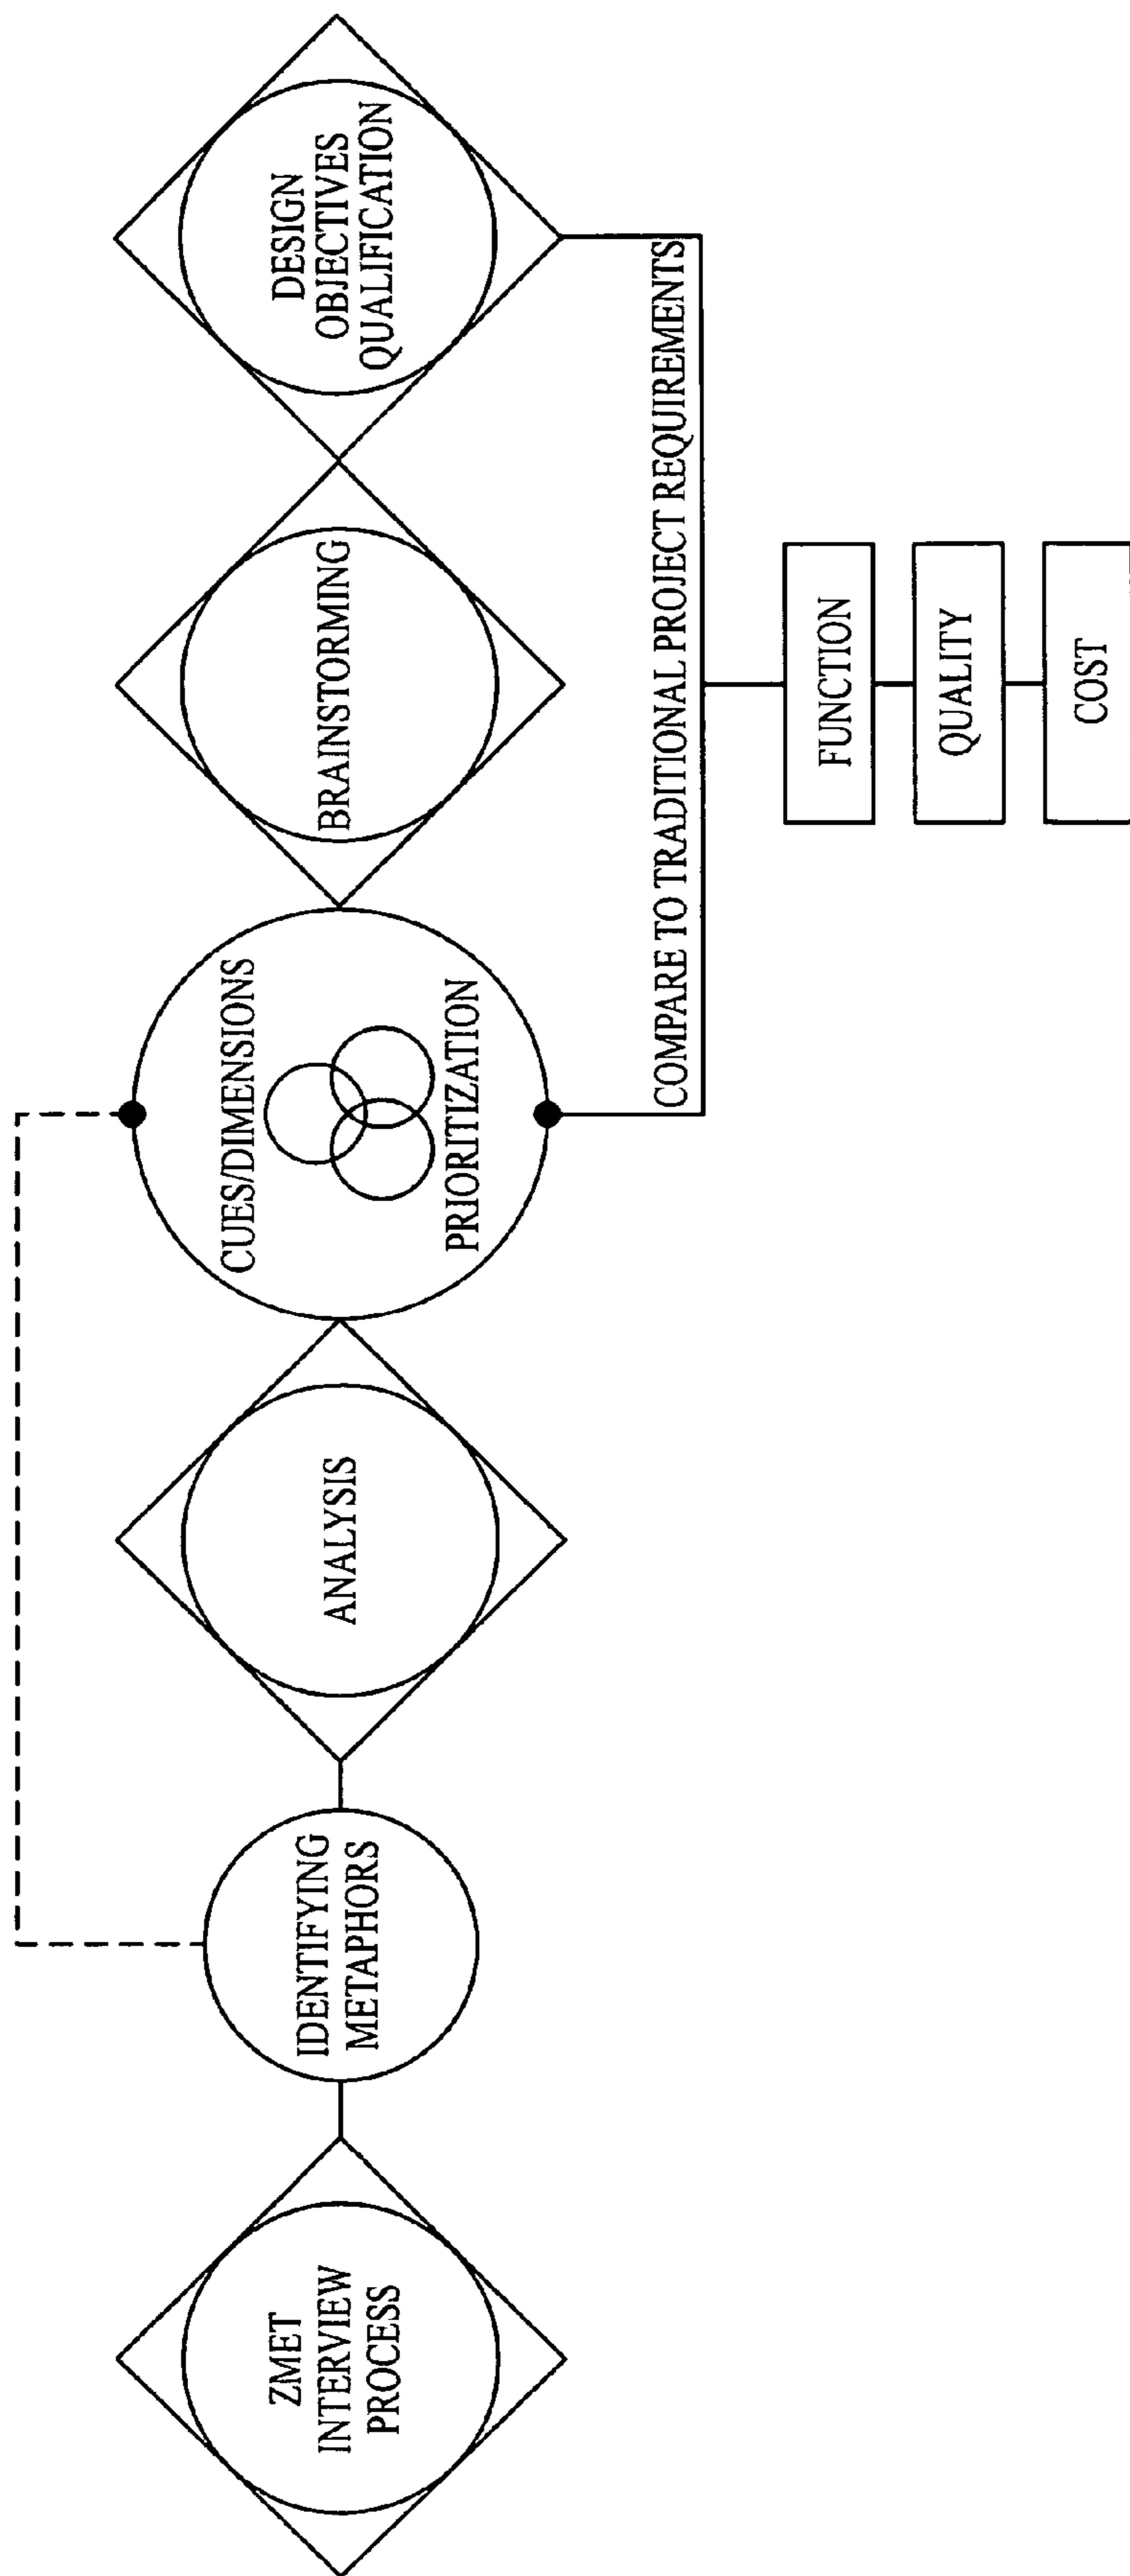 ZMET
INTERVIEW
PROCESS
IDENTIFYING
METAPHORS
ANALYSIS
CUES/DIMENSIONS
PRIORITIZATION
BRAINSTORMING
DESIGN
OBJECTIVES
QUALIFICATION
COMPARE TO TRADITIONAL PROJECT REQUIREMENTS
FUNCTION
QUALITY
COST